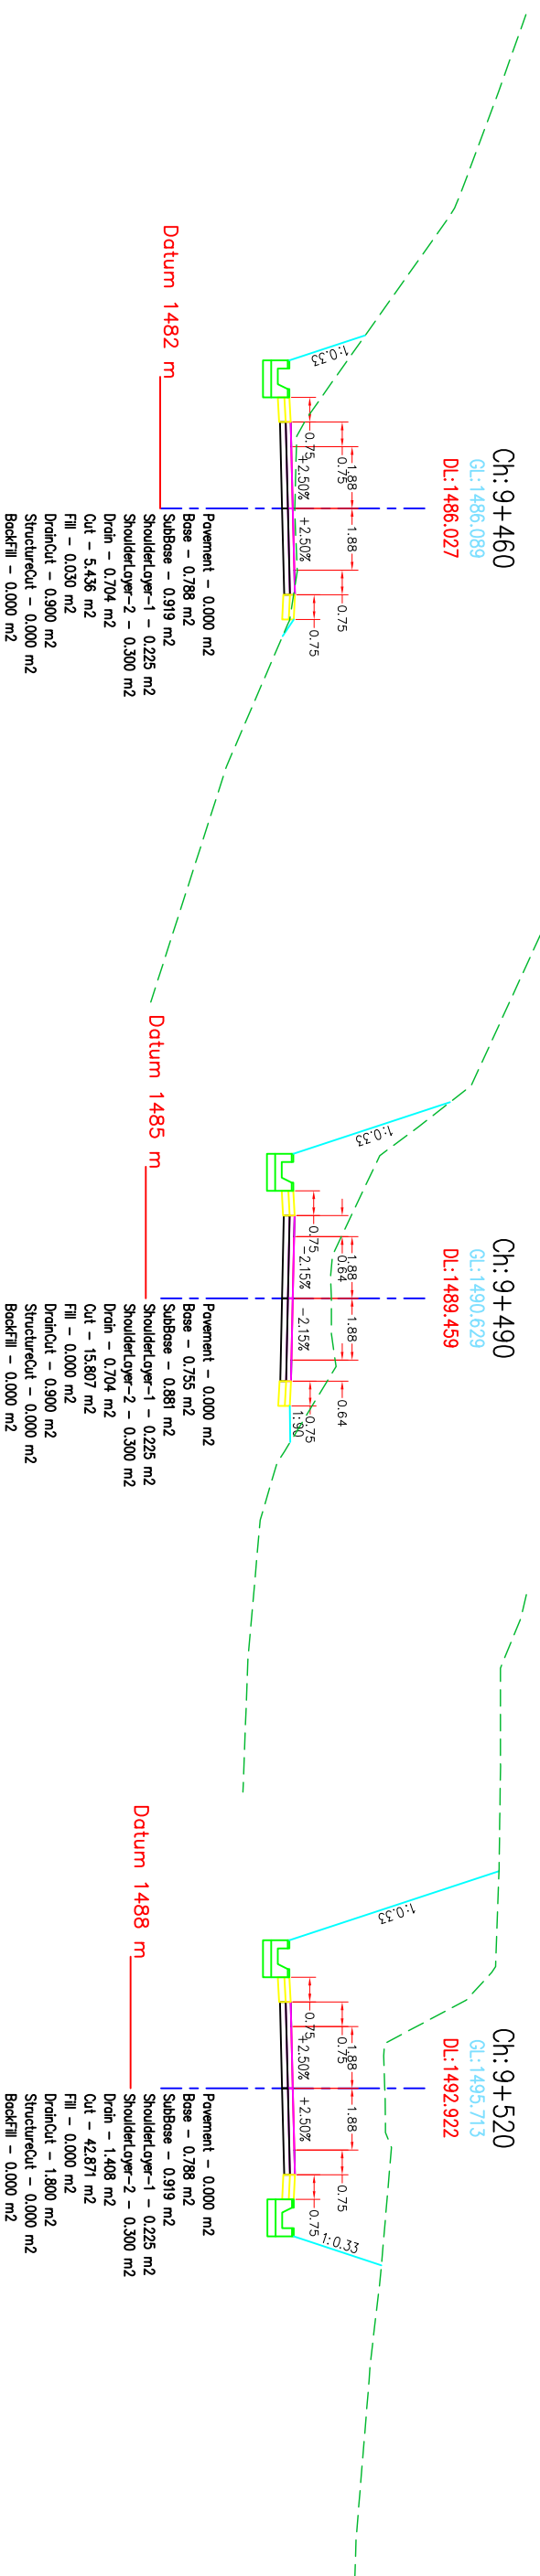 Ch: 9+460
GL:1486.089
DL:1486.027
1:0.33
0.75
0.75
1.88
1.88
0.75
0.75
+2.50%
+2.50%
Datum 1482 m
Pavement - 0.000 m2
Base - 0.788 m2
SubBase - 0.919 m2
ShoulderLayer-1 - 0.225 m2
ShoulderLayer-2 - 0.300 m2
Drain - 0.704 m2
Cut - 5.436 m2
Fill - 0.030 m2
DrainCut - 0.900 m2
StructureCut - 0.000 m2
BackFill - 0.000 m2
Ch: 9+490
GL:1490.629
DL:1489.459
1:0.33
0.75
0.64
1.88
1.88
0.64
0.75
-2.15%
-2.15%
1:90
Datum 1485 m
Pavement - 0.000 m2
Base - 0.755 m2
SubBase - 0.881 m2
ShoulderLayer-1 - 0.225 m2
ShoulderLayer-2 - 0.300 m2
Drain - 0.704 m2
Cut - 15.807 m2
Fill - 0.000 m2
DrainCut - 0.900 m2
StructureCut - 0.000 m2
BackFill - 0.000 m2
Ch: 9+520
GL:1495.713
DL:1492.922
1:0.33
0.75
0.75
1.88
1.88
0.75
0.75
+2.50%
+2.50%
1:0.33
Datum 1488 m
Pavement - 0.000 m2
Base - 0.788 m2
SubBase - 0.919 m2
ShoulderLayer-1 - 0.225 m2
ShoulderLayer-2 - 0.300 m2
Drain - 1.408 m2
Cut - 42.871 m2
Fill - 0.000 m2
DrainCut - 1.800 m2
StructureCut - 0.000 m2
BackFill - 0.000 m2